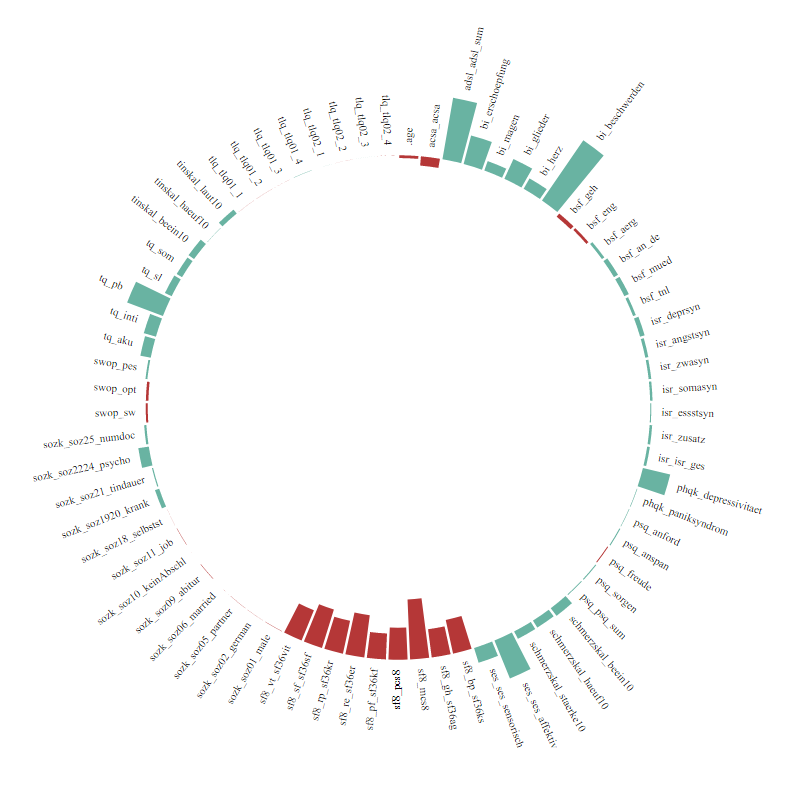 .age
acsa_acsa
adsl_adsl_sum
bi_erschoepfung
bi_magen
bi_glieder
bi_herz
bi_beschwerden
bsf_geh
bsf_eng
bsf_aerg
bsf_an_de
bsf_mued
bsf_tnl
isr_deprsyn
isr_angstsyn
isr_zwasyn
isr_somasyn
isr_essstsyn
isr_zusatz
isr_isr_ges
phqk_depressivitaet
phqk_paniksyndrom
psq_anford
psq_anspan
psq_freude
psq_sorgen
psq_psq_sum
schmerzskal_beein10
schmerzskal_haeuf10
schmerzskal_staerke10
ses_ses_affektiv
ses_ses_sensorisch
sf8_bp_sf36ks
sf8_gh_sf36ag
sf8_mcs8
sf8_pcs8
sf8_pf_sf36kf
sf8_re_sf36er
sf8_rp_sf36kr
sf8_sf_sf36sf
sf8_vt_sf36vit
sozk_soz01_male
sozk_soz02_german
sozk_soz05_partner
sozk_soz06_married
sozk_soz09_abitur
sozk_soz10_keinAbschl
sozk_soz11_job
sozk_soz18_selbstst
sozk_soz1920_krank
sozk_soz21_tindauer
sozk_soz2224_psycho
sozk_soz25_numdoc
swop_sw
swop_opt
swop_pes
tq_aku
tq_inti
tq_pb
tq_sl
tq_som
tinskal_beein10
tinskal_haeuf10
tinskal_laut10
tlq_tlq01_1
tlq_tlq01_2
tlq_tlq01_3
tlq_tlq01_4
tlq_tlq02_1
tlq_tlq02_2
tlq_tlq02_3
tlq_tlq02_4